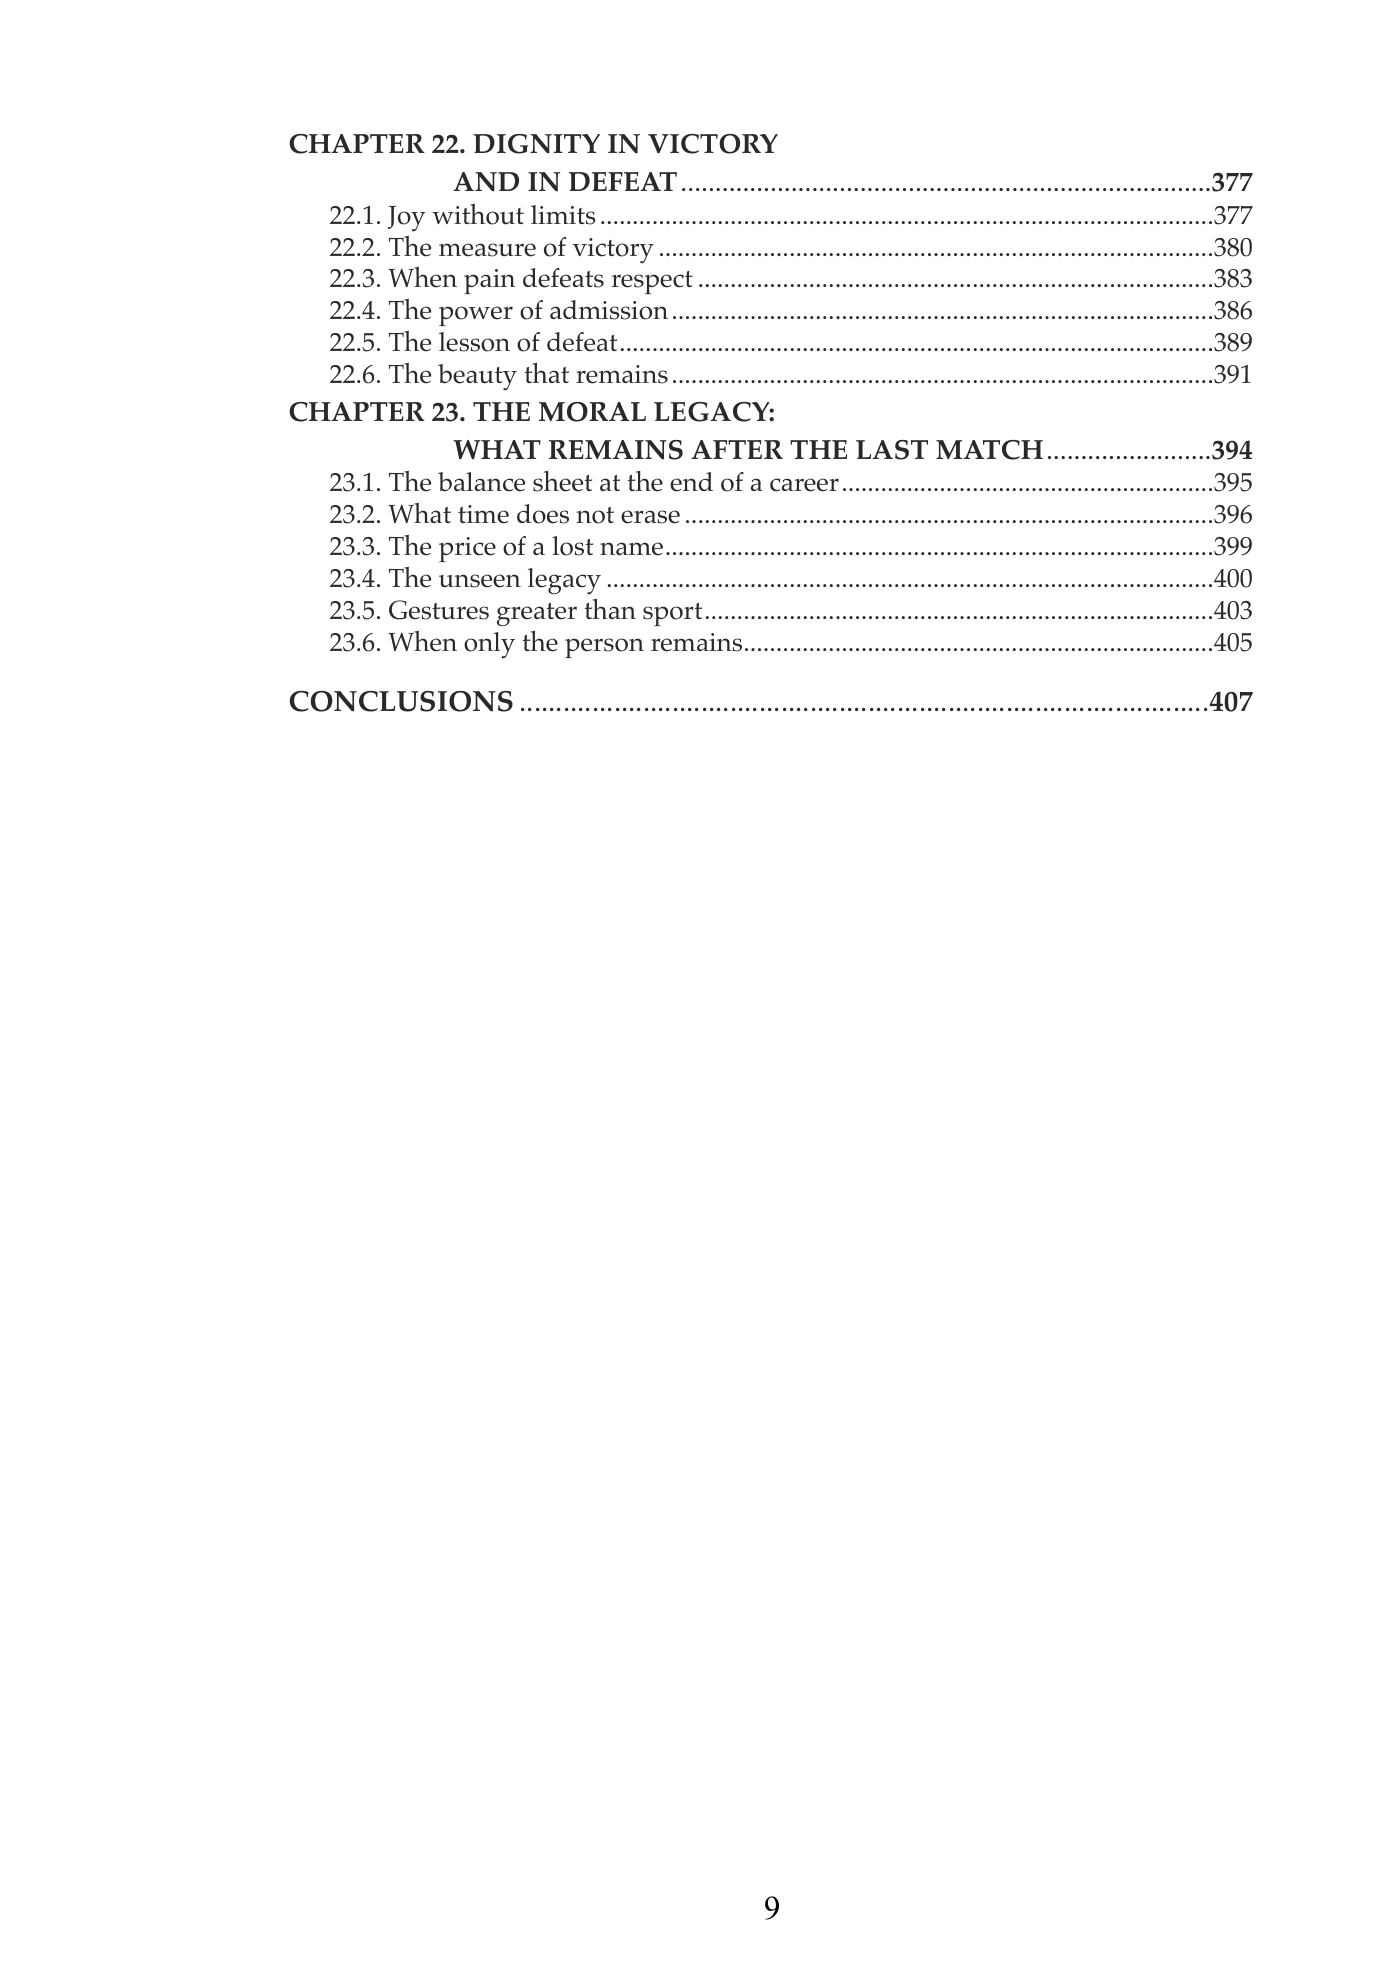 CHAPTER 22. DIGNITY IN VICTORY
AND IN DEFEAT.............................................................................377
22.1. Joy without limits..............................................................................................377
22.2. The measure of victory .....................................................................................380
22.3. When pain defeats respect ...............................................................................383
22.4. The power of admission...................................................................................386
22.5. The lesson of defeat...........................................................................................389
22.6. The beauty that remains...................................................................................391
CHAPTER 23. THE MORAL LEGACY:
WHAT REMAINS AFTER THE LAST MATCH........................394
23.1. The balance sheet at the end of a career.........................................................395
23.2. What time does not erase .................................................................................396
23.3. The price of a lost name....................................................................................399
23.4. The unseen legacy .............................................................................................400
23.5. Gestures greater than sport..............................................................................403
23.6. When only the person remains........................................................................405
CONCLUSIONS ...............................................................................................407
9